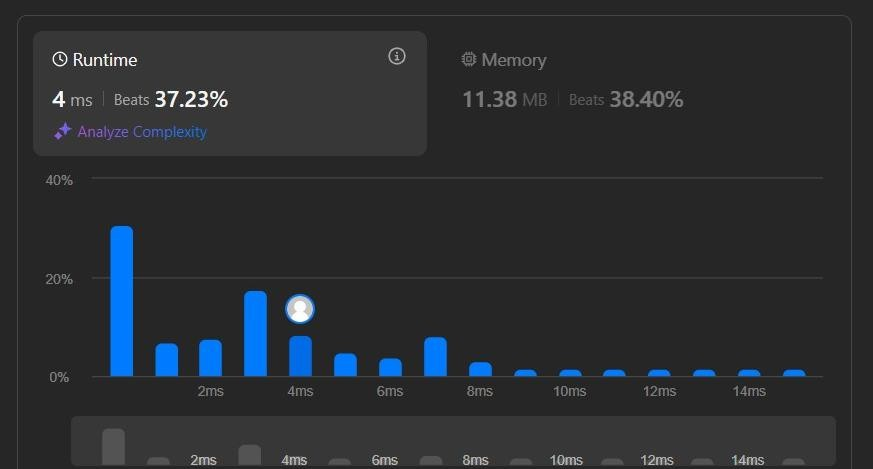 Runtime
4 ms | Beats 37.23%
Analyze Complexity
Memory
11.38 MB | Beats 38.40%
40%
20%
0%
2ms 4ms 6ms 8ms 10ms 12ms 14ms
2ms 4ms 6ms 8ms 10ms 12ms 14ms